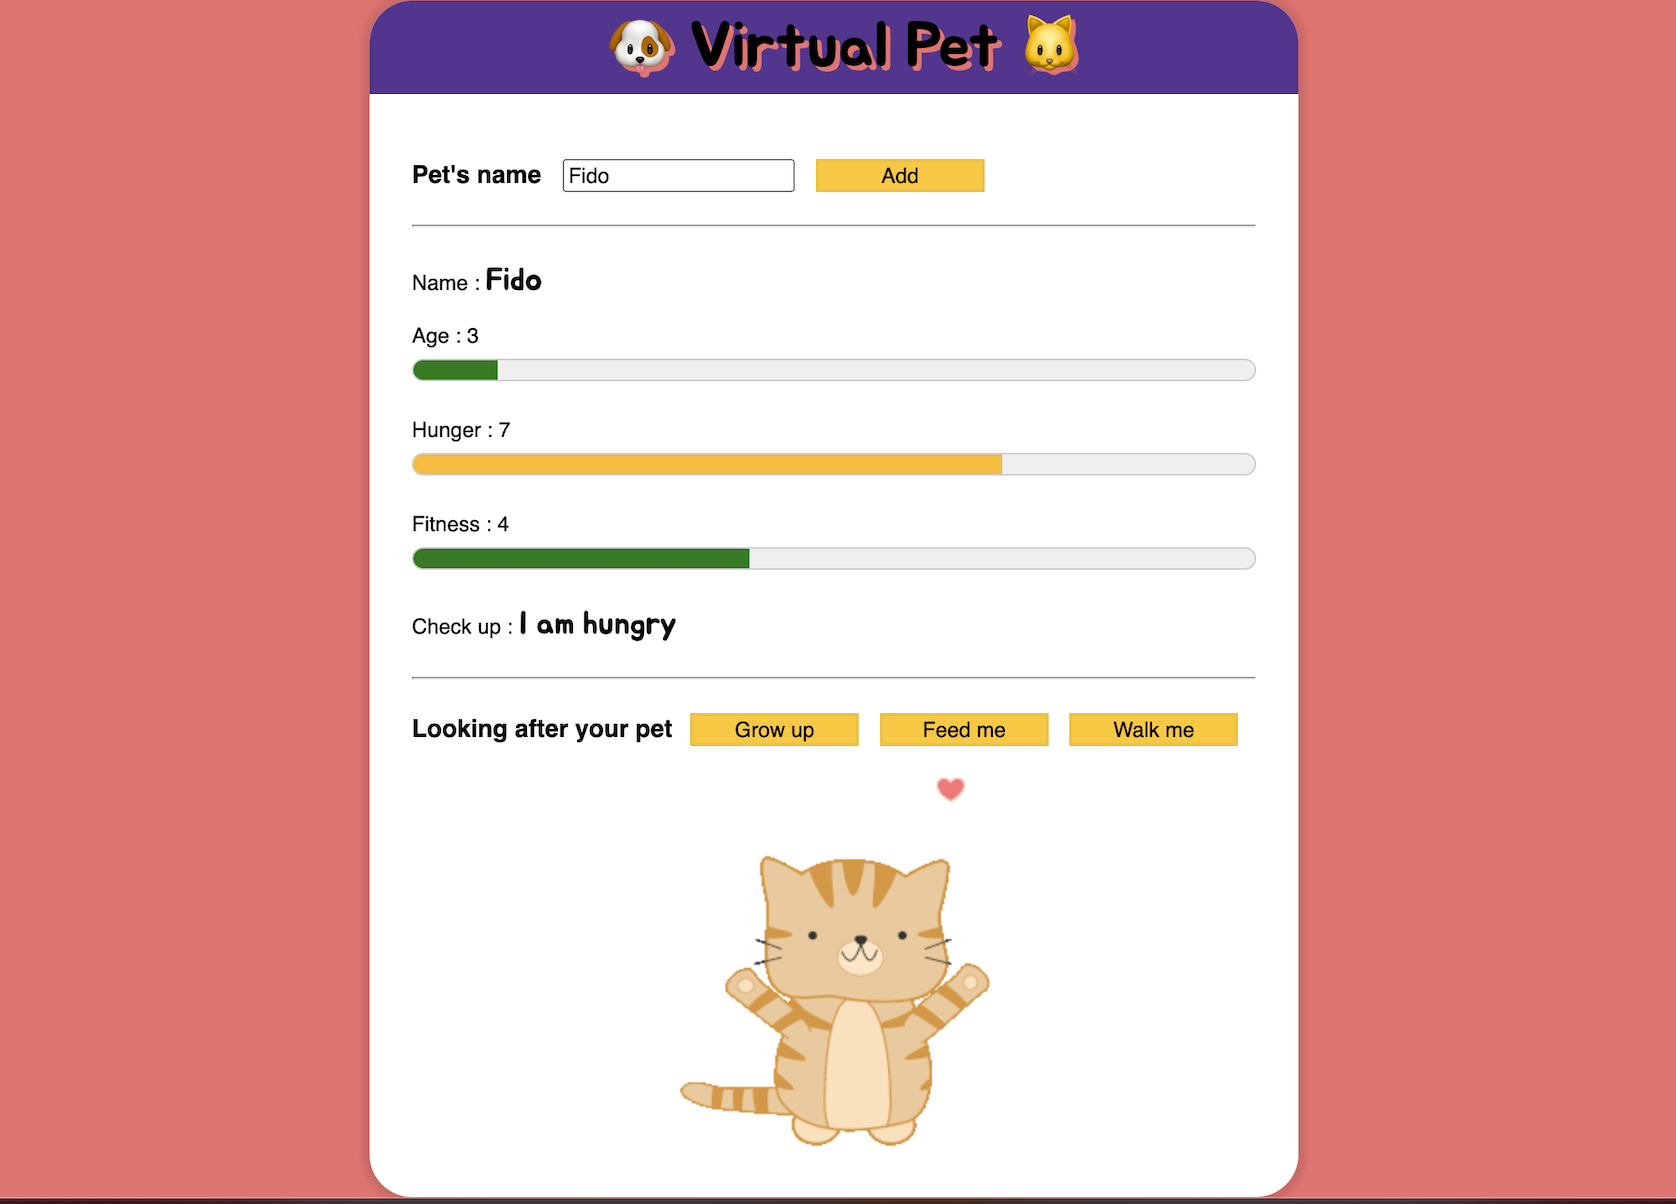 🐶 Virtual Pet 🐱
Pet's name Fido Add
Name : Fido
Age : 3
Hunger : 7
Fitness : 4
Check up : I am hungry
Looking after your pet Grow up Feed me Walk me